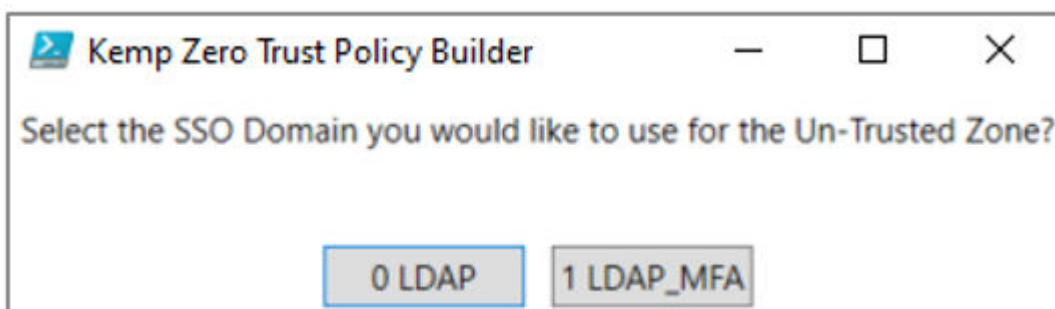 Kemp Zero Trust Policy Builder
Select the SSO Domain you would like to use for the Un-Trusted Zone?
0 LDAP 1 LDAP_MFA